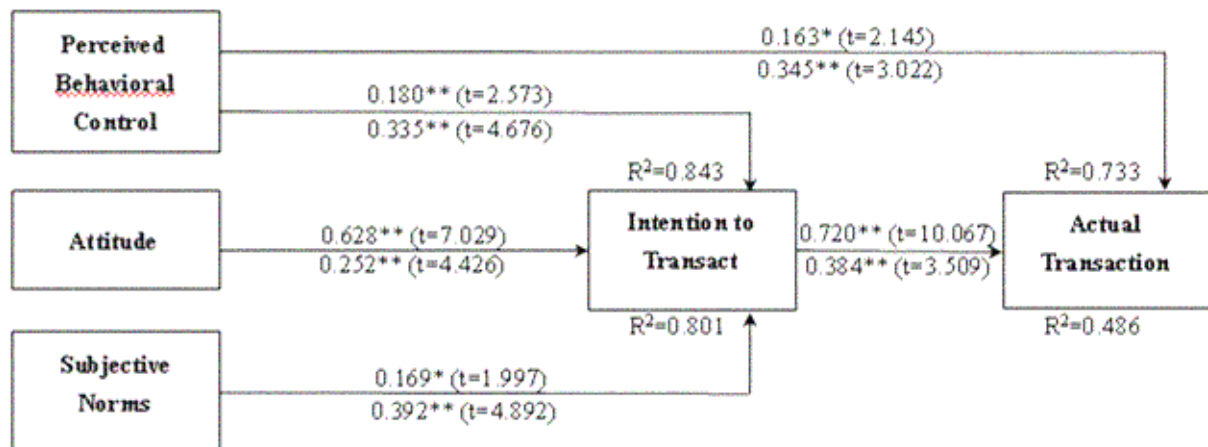 Perceived
Behavioral
Control
0.163* (t=2.145)
0.345** (t=3.022)
0.180** (t=2.573)
0.335** (t=4.676)
R²=0.843
R²=0.733
Attitude
0.628** (t=7.029)
0.252** (t=4.426)
Intention to
Transact
0.720** (t=10.067)
0.384** (t=3.509)
Actual
Transaction
R²=0.801
R²=0.486
Subjective
Norms
0.169* (t=1.997)
0.392** (t=4.892)